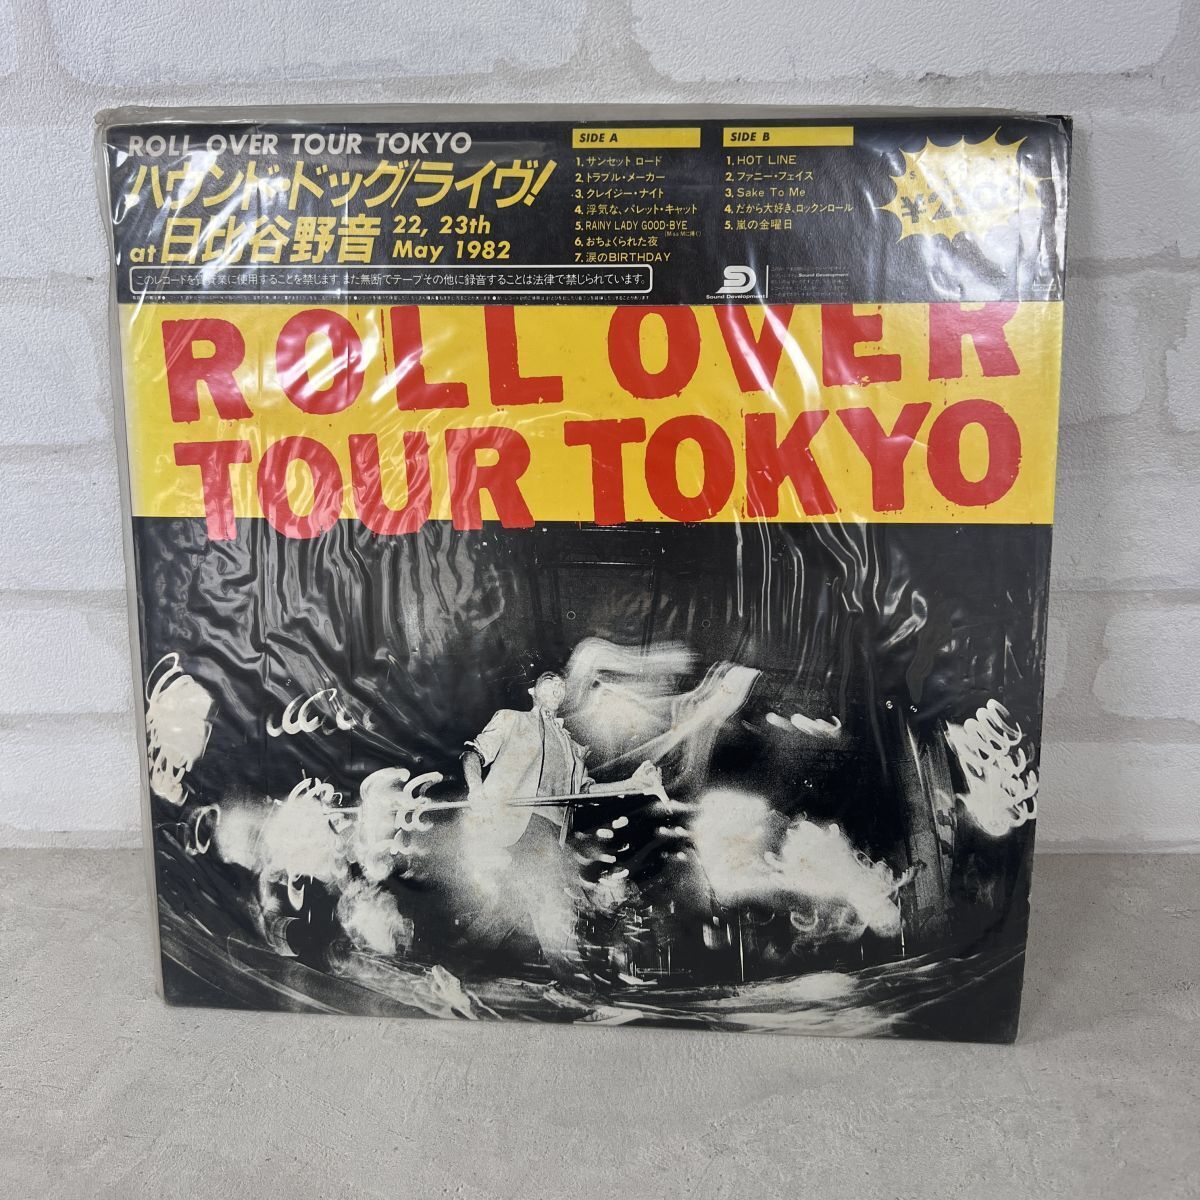 ROLL OVER TOUR TOKYO
ハウンド・ドッグ/ライヴ!
at 日比谷野音 22, 23th May 1982
このレコードを賃貸業に使用することを禁じます。また無断でテープその他に録音することは法律で禁じられています。
SIDE A
1. サンセット ロード
2. トラブル・メーカー
3. クレイジー・ナイト
4. 浮気な、パレット・キャット
5. RAINY LADY GOOD-BYE
6. おちょくられた夜
7. 涙のBIRTHDAY
SIDE B
1. HOT LINE
2. ファニー・フェイス
3. Sake To Me
4. だから大好き、ロックンロール
5. 嵐の金曜日
Sound Development
ROLL OVER
TOUR TOKYO